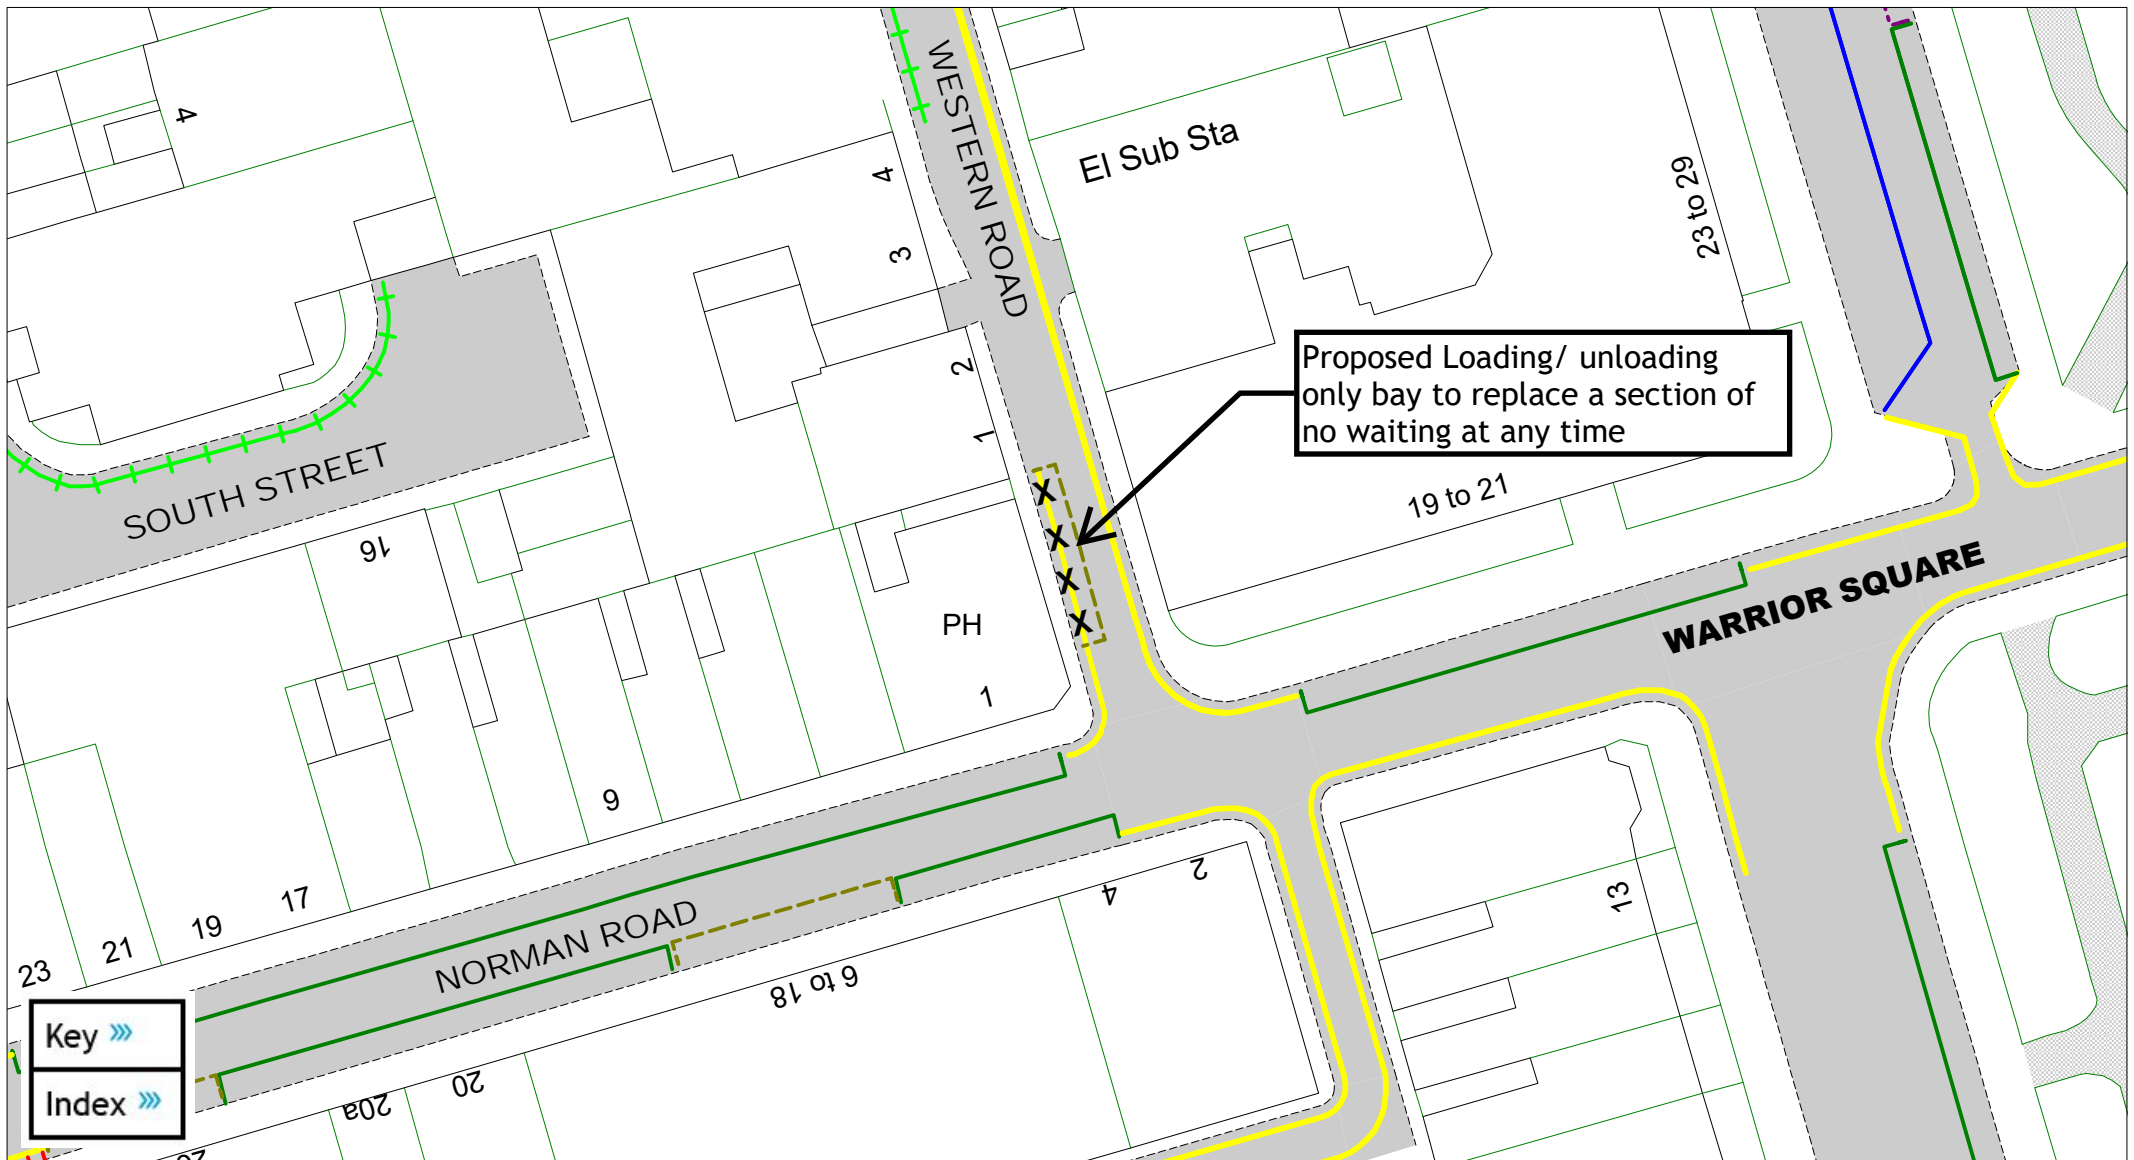 4
WESTERN ROAD
El Sub Sta
4
3
23 to 29
2
1
Proposed Loading/ unloading
only bay to replace a section of
no waiting at any time
SOUTH STREET
16
19 to 21
X
X
X
X
WARRIOR SQUARE
PH
1
9
17
19
21
23
NORMAN ROAD
2
4
13
6 to 18
20
20a
Key
Index